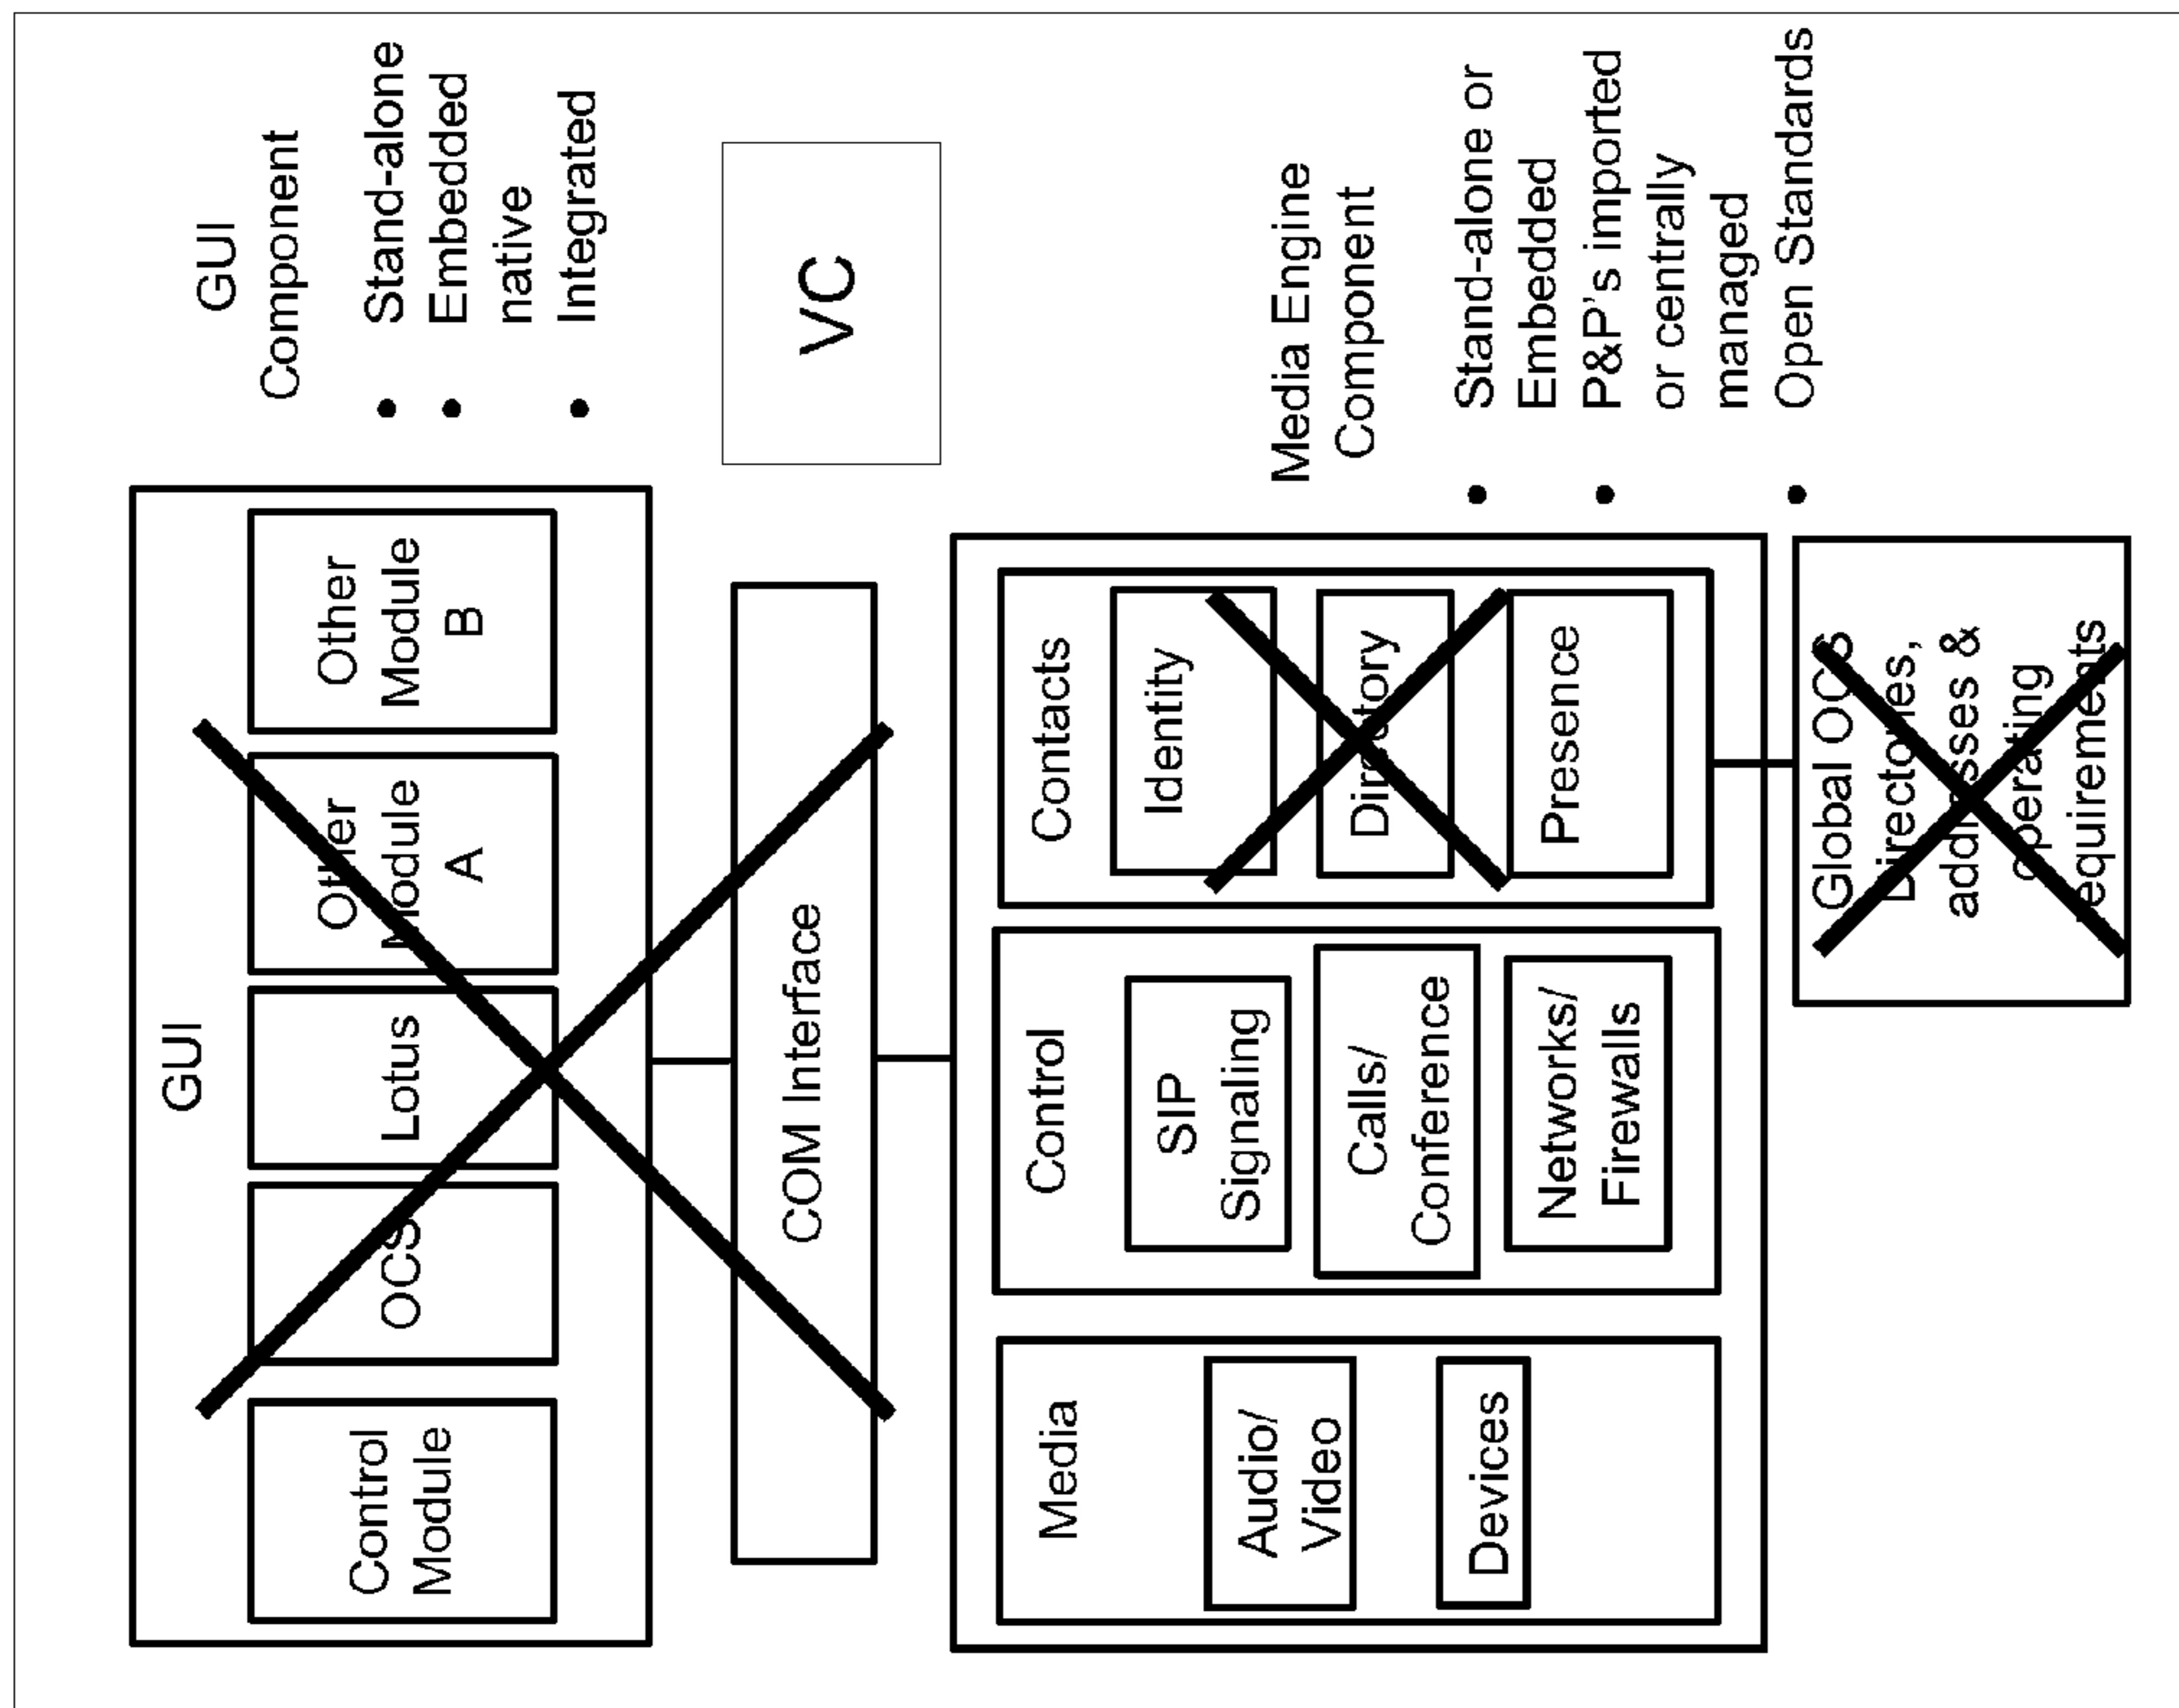 GUI
Control
Module
OCS
Lotus
Other
Module
A
Other
Module
B
GUI
Component
• Stand-alone
• Embedded
native
• Integrated
COM Interface
VC
Media
Audio/
Video
Devices
Control
SIP
Signaling
Calls/
Conference
Networks/
Firewalls
Contacts
Identity
Directory
Presence
Media Engine
Component
• Stand-alone or
Embedded
• P&P's imported
or centrally
managed
• Open Standards
Global OCS
Directories,
addresses &
operating
requirements